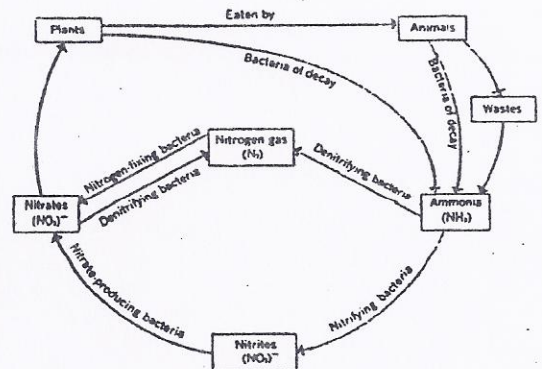 Eaten by
Plants
Animals
Bacteria of decay
Bacteria of decay
Wastes
Nitrogen gas
(N₂)
Nitrogen-fixing bacteria
Denitrifying bacteria
Denitrifying bacteria
Nitrates
(NO₃)⁻
Ammonia
(NH₃)
Nitrate-producing bacteria
Nitrifying bacteria
Nitrites
(NO₂)⁻